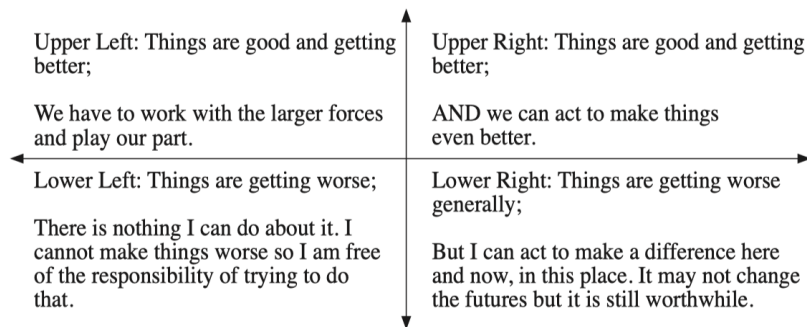 Upper Left: Things are good and getting
better;
We have to work with the larger forces
and play our part.
Upper Right: Things are good and getting
better;
AND we can act to make things
even better.
Lower Left: Things are getting worse;
There is nothing I can do about it. I
cannot make things worse so I am free
of the responsibility of trying to do
that.
Lower Right: Things are getting worse
generally;
But I can act to make a difference here
and now, in this place. It may not change
the futures but it is still worthwhile.